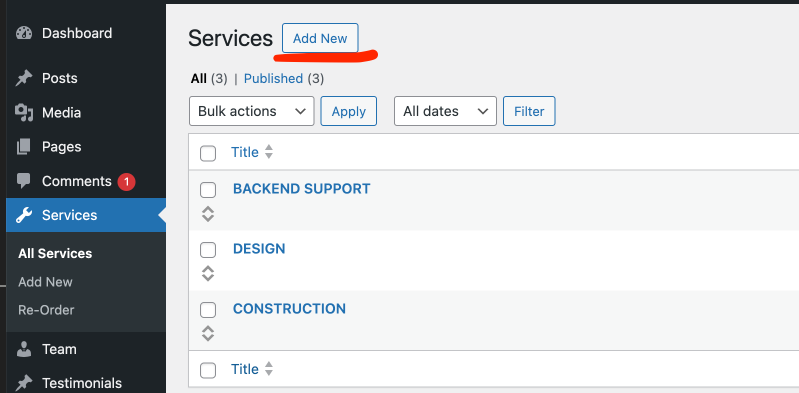 Dashboard
Posts
Media
Pages
Comments 1
Services
All Services
Add New
Re-Order
Team
Testimonials
Services Add New
All (3) | Published (3)
Bulk actions Apply All dates Filter
Title
BACKEND SUPPORT
DESIGN
CONSTRUCTION
Title